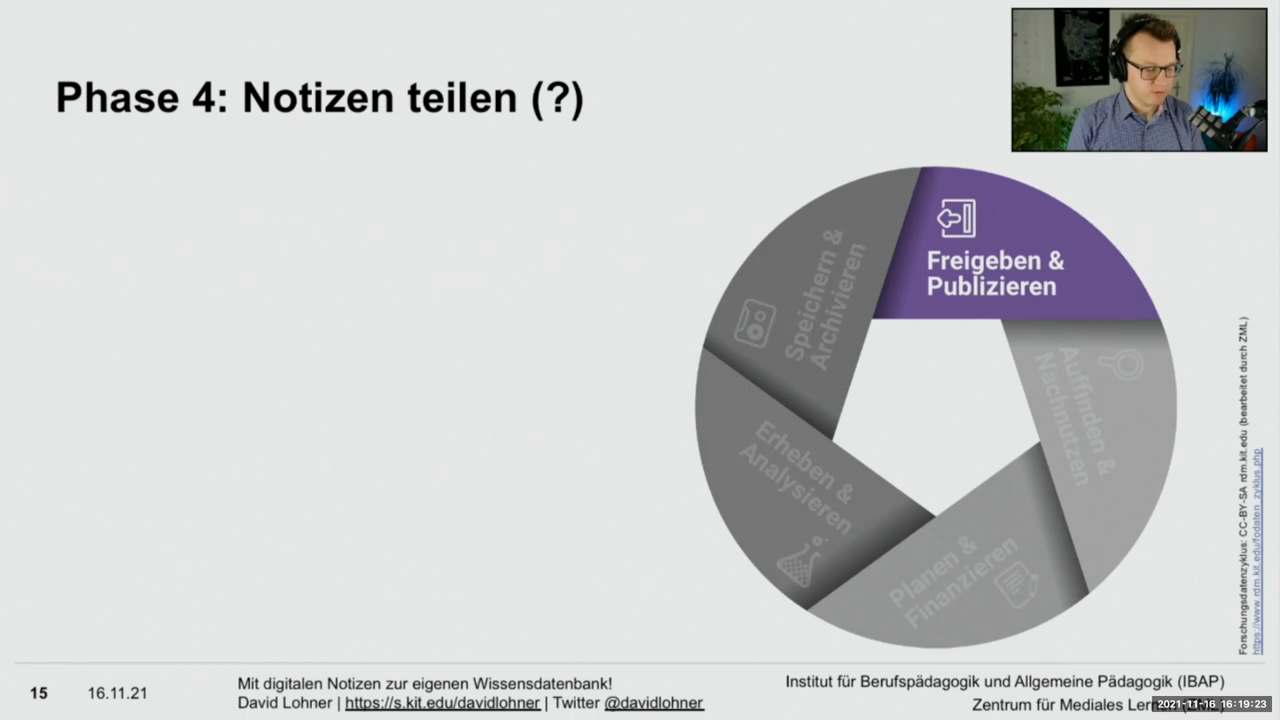 Phase 4: Notizen teilen (?)
Freigeben &
Publizieren
Speichern &
Archivieren
Auffinden &
Nachnutzen
Erheben &
Analysieren
Planen &
Finanzieren
Forschungsdatenzyklus: CC-BY-SA rdm.kit.edu (bearbeitet durch ZML)
https://www.rdm.kit.edu/fodaten_zyklus.php
15
16.11.21
Mit digitalen Notizen zur eigenen Wissensdatenbank!
David Lohner | https://s.kit.edu/davidlohner | Twitter @davidlohner
Institut für Berufspädagogik und Allgemeine Pädagogik (IBAP)
Zentrum für Mediales Lernen (ZML)
2021-11-16 16:19:23